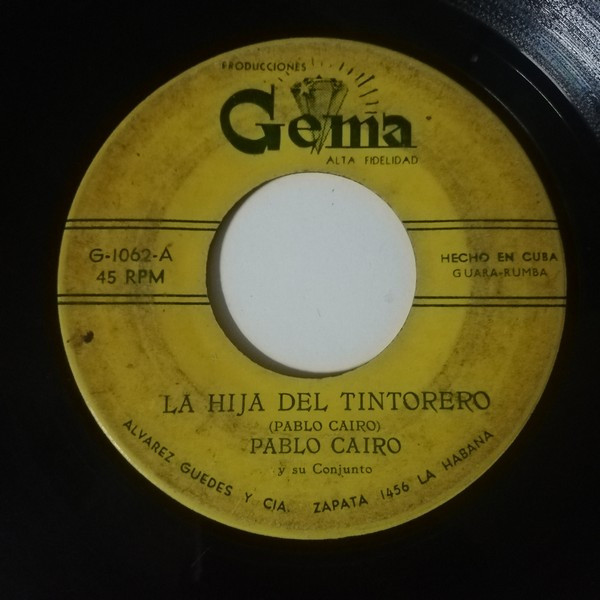 PRODUCCIONES
Gema
ALTA FIDELIDAD
G-1062-A
45 RPM
HECHO EN CUBA
GUARA-RUMBA
LA HIJA DEL TINTORERO
(PABLO CAIRO)
PABLO CAIRO
y su Conjunto
ALVAREZ GUEDES Y CIA. ZAPATA 1456 LA HABANA